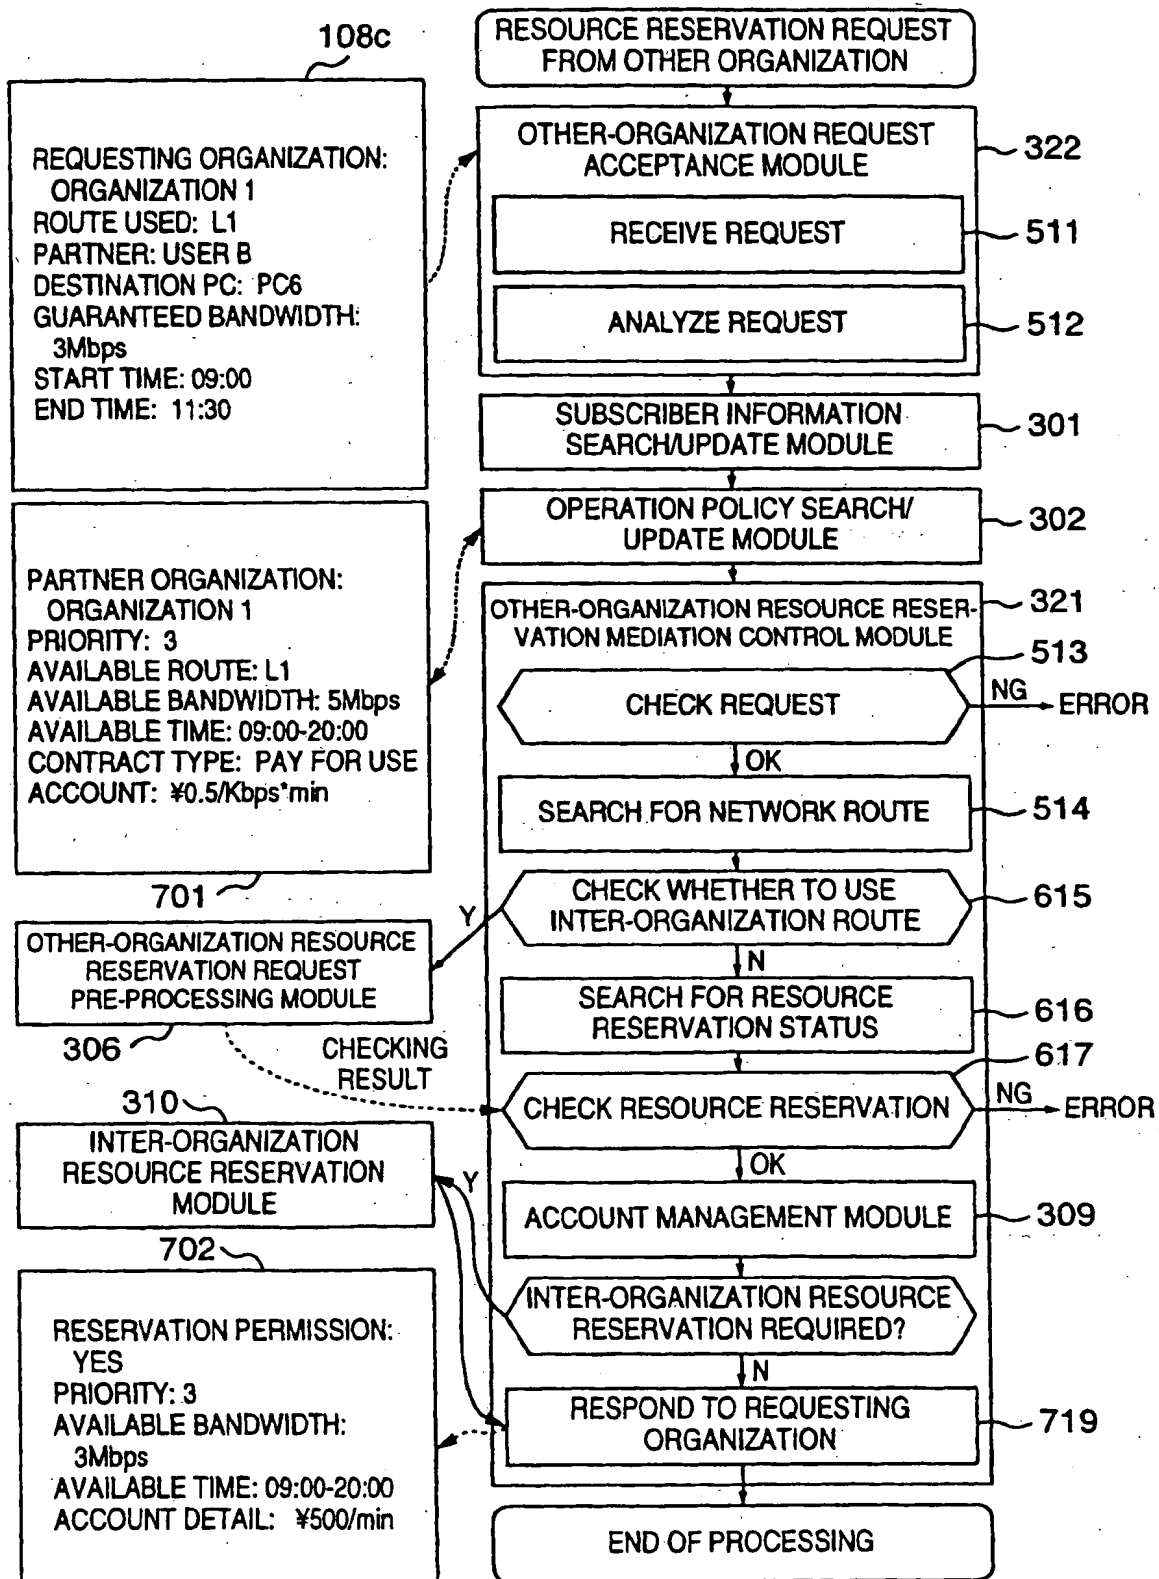 RESOURCE RESERVATION REQUEST
FROM OTHER ORGANIZATION
108c
REQUESTING ORGANIZATION:
ORGANIZATION 1
ROUTE USED: L1
PARTNER: USER B
DESTINATION PC: PC6
GUARANTEED BANDWIDTH:
3Mbps
START TIME: 09:00
END TIME: 11:30
OTHER-ORGANIZATION REQUEST
ACCEPTANCE MODULE
322
RECEIVE REQUEST
511
ANALYZE REQUEST
512
SUBSCRIBER INFORMATION
SEARCH/UPDATE MODULE
301
OPERATION POLICY SEARCH/
UPDATE MODULE
302
PARTNER ORGANIZATION:
ORGANIZATION 1
PRIORITY: 3
AVAILABLE ROUTE: L1
AVAILABLE BANDWIDTH: 5Mbps
AVAILABLE TIME: 09:00-20:00
CONTRACT TYPE: PAY FOR USE
ACCOUNT: ¥0.5/Kbps*min
701
OTHER-ORGANIZATION RESOURCE RESER-
VATION MEDIATION CONTROL MODULE
321
513
CHECK REQUEST
NG
ERROR
OK
SEARCH FOR NETWORK ROUTE
514
CHECK WHETHER TO USE
INTER-ORGANIZATION ROUTE
615
Y
N
OTHER-ORGANIZATION RESOURCE
RESERVATION REQUEST
PRE-PROCESSING MODULE
306
CHECKING
RESULT
SEARCH FOR RESOURCE
RESERVATION STATUS
616
617
CHECK RESOURCE RESERVATION
NG
ERROR
OK
310
INTER-ORGANIZATION
RESOURCE RESERVATION
MODULE
Y
ACCOUNT MANAGEMENT MODULE
309
INTER-ORGANIZATION RESOURCE
RESERVATION REQUIRED?
N
702
RESERVATION PERMISSION:
YES
PRIORITY: 3
AVAILABLE BANDWIDTH:
3Mbps
AVAILABLE TIME: 09:00-20:00
ACCOUNT DETAIL: ¥500/min
RESPOND TO REQUESTING
ORGANIZATION
719
END OF PROCESSING